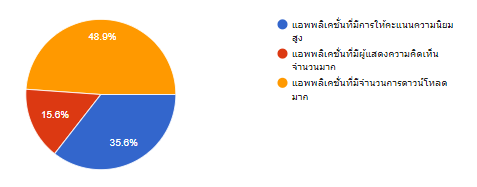 48.9%
15.6%
35.6%
แอพพลิเคชั่นที่มีการให้คะแนนความนิยม
สูง
แอพพลิเคชั่นที่มีผู้แสดงความคิดเห็น
จำนวนมาก
แอพพลิเคชั่นที่มีจำนวนการดาวน์โหลด
มาก